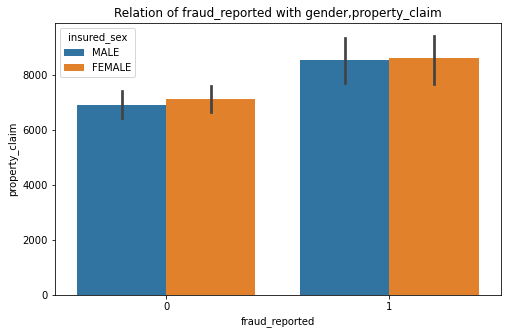 Relation of fraud_reported with gender,property_claim
insured_sex
MALE
FEMALE
8000
6000
4000
2000
0
property_claim
0
1
fraud_reported